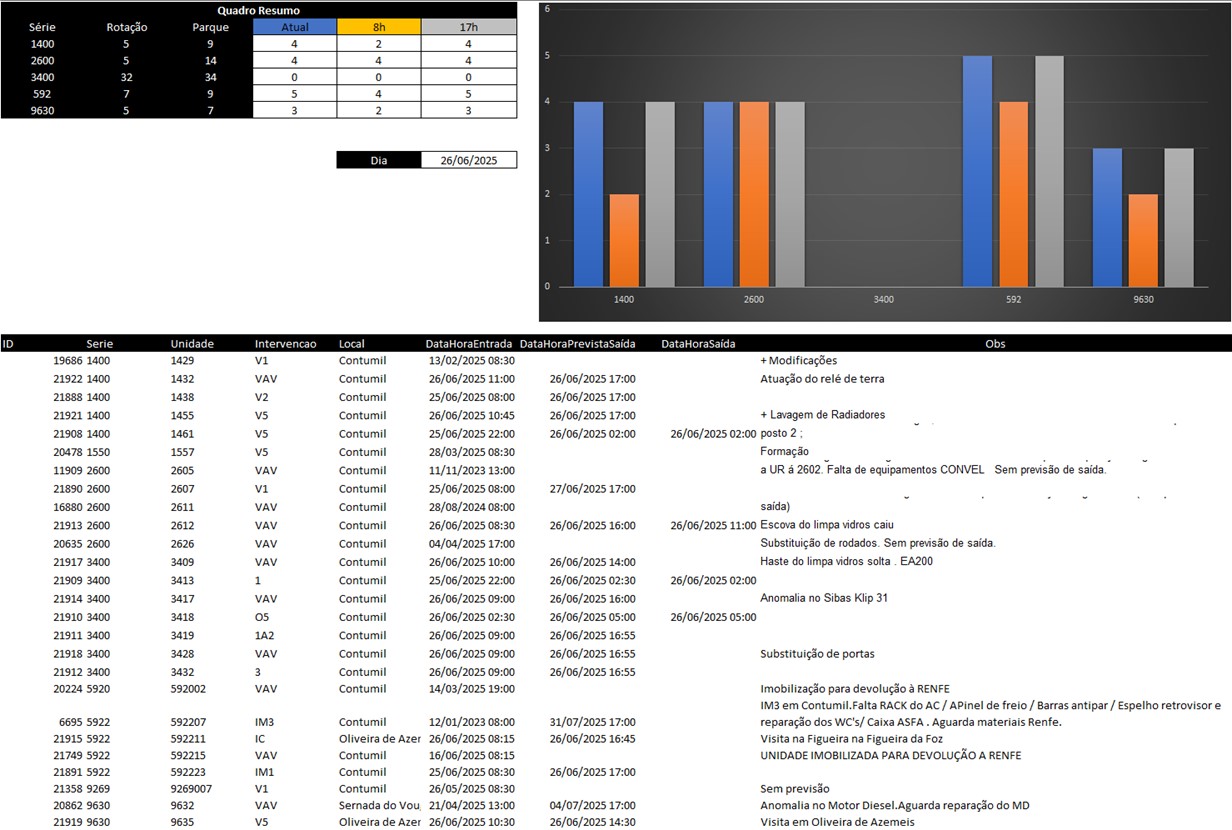 Quadro Resumo
Série Rotação Parque Atual 8h 17h
1400 5 9 4 2 4
2600 5 14 4 4 4
3400 32 34 0 0 0
592 7 9 5 4 5
9630 5 7 3 2 3
Dia 26/06/2025
6
5
4
3
2
1
0
1400 2600 3400 592 9630
ID Serie Unidade Intervencao Local DataHoraEntrada DataHoraPrevistaSaída DataHoraSaída Obs
19686 1400 1429 V1 Contumil 13/02/2025 08:30 + Modificações
21922 1400 1432 VAV Contumil 26/06/2025 11:00 26/06/2025 17:00 Atuação do relé de terra
21888 1400 1438 V2 Contumil 25/06/2025 08:00 26/06/2025 17:00
21921 1400 1455 V5 Contumil 26/06/2025 10:45 26/06/2025 17:00 + Lavagem de Radiadores
21908 1400 1461 V5 Contumil 25/06/2025 22:00 26/06/2025 02:00 26/06/2025 02:00 posto 2 ;
20478 1550 1557 V5 Contumil 28/03/2025 08:30 Formação
11909 2600 2605 VAV Contumil 11/11/2023 13:00 a UR á 2602. Falta de equipamentos CONVEL Sem previsão de saída.
21890 2600 2607 V1 Contumil 25/06/2025 08:00 27/06/2025 17:00
16880 2600 2611 VAV Contumil 28/08/2024 08:00 saída)
21913 2600 2612 VAV Contumil 26/06/2025 08:30 26/06/2025 16:00 26/06/2025 11:00 Escova do limpa vidros caiu
20635 2600 2626 VAV Contumil 04/04/2025 17:00 Substituição de rodados. Sem previsão de saída.
21917 3400 3409 VAV Contumil 26/06/2025 10:00 26/06/2025 14:00 Haste do limpa vidros solta . EA200
21909 3400 3413 1 Contumil 25/06/2025 22:00 26/06/2025 02:30 26/06/2025 02:00
21914 3400 3417 VAV Contumil 26/06/2025 09:00 26/06/2025 16:00 Anomalia no Sibas Klip 31
21910 3400 3418 O5 Contumil 26/06/2025 02:30 26/06/2025 05:00 26/06/2025 05:00
21911 3400 3419 1A2 Contumil 26/06/2025 09:00 26/06/2025 16:55
21918 3400 3428 VAV Contumil 26/06/2025 09:00 26/06/2025 16:55 Substituição de portas
21912 3400 3432 3 Contumil 26/06/2025 09:00 26/06/2025 16:55
20224 5920 592002 VAV Contumil 14/03/2025 19:00 Imobilização para devolução à RENFE
IM3 em Contumil.Falta RACK do AC / APinel de freio / Barras antipar / Espelho retrovisor e
6695 5922 592207 IM3 Contumil 12/01/2023 08:00 31/07/2025 17:00 reparação dos WC's/ Caixa ASFA . Aguarda materiais Renfe.
21915 5922 592211 IC Oliveira de Azer 26/06/2025 08:15 26/06/2025 16:45 Visita na Figueira na Figueira da Foz
21749 5922 592215 VAV Contumil 16/06/2025 08:15 UNIDADE IMOBILIZADA PARA DEVOLUÇÃO A RENFE
21891 5922 592223 IM1 Contumil 25/06/2025 08:30 26/06/2025 17:00
21358 9269 9269007 V1 Contumil 26/05/2025 08:30 Sem previsão
20862 9630 9632 VAV Sernada do Vou 21/04/2025 13:00 04/07/2025 17:00 Anomalia no Motor Diesel.Aguarda reparação do MD
21919 9630 9635 V5 Oliveira de Azer 26/06/2025 10:30 26/06/2025 14:30 Visita em Oliveira de Azemeis